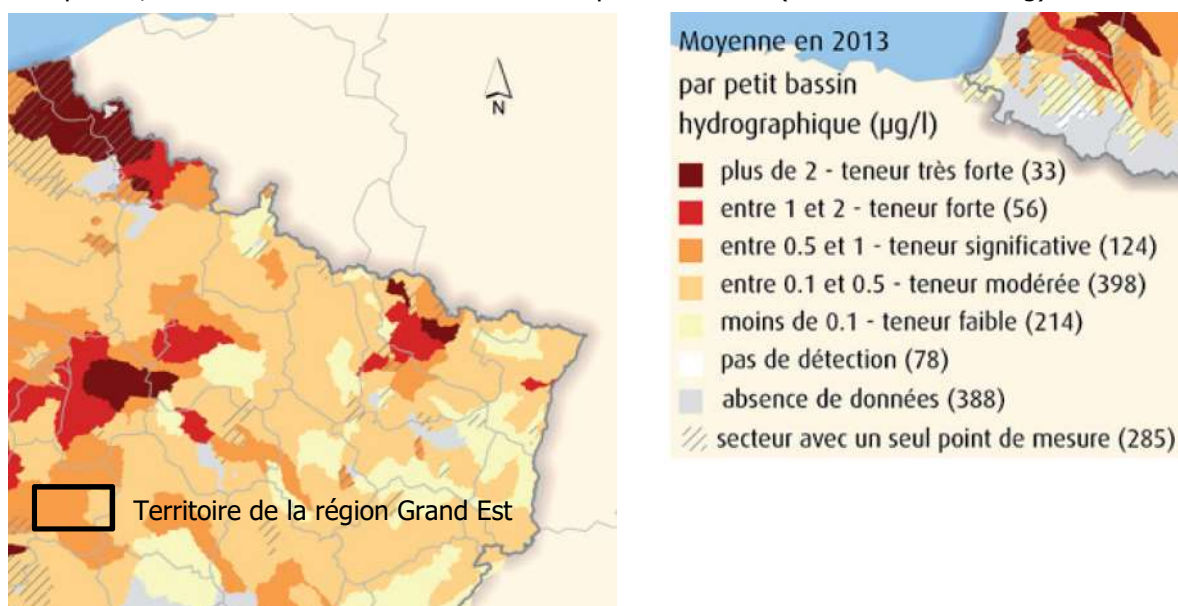 N
Territoire de la région Grand Est
Moyenne en 2013
par petit bassin
hydrographique (µg/l)
plus de 2 - teneur très forte (33)
entre 1 et 2 - teneur forte (56)
entre 0.5 et 1 - teneur significative (124)
entre 0.1 et 0.5 - teneur modérée (398)
moins de 0.1 - teneur faible (214)
pas de détection (78)
absence de données (388)
secteur avec un seul point de mesure (285)